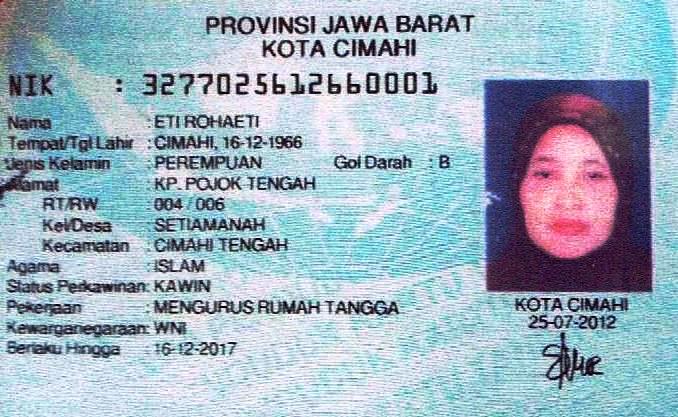 PROVINSI JAWA BARAT
KOTA CIMAHI
NIK : 3277025612660001
Nama : ETI ROHAETI
Tempat/Tgl Lahir : CIMAHI, 16-12-1966
Jenis Kelamin : PEREMPUAN Gol Darah : B
Alamat : KP. POJOK TENGAH
RT/RW : 004 / 006
Kel/Desa : SETIAMANAH
Kecamatan : CIMAHI TENGAH
Agama : ISLAM
Status Perkawinan: KAWIN
Pekerjaan : MENGURUS RUMAH TANGGA
Kewarganegaraan: WNI
Berlaku Hingga : 16-12-2017
KOTA CIMAHI
25-07-2012